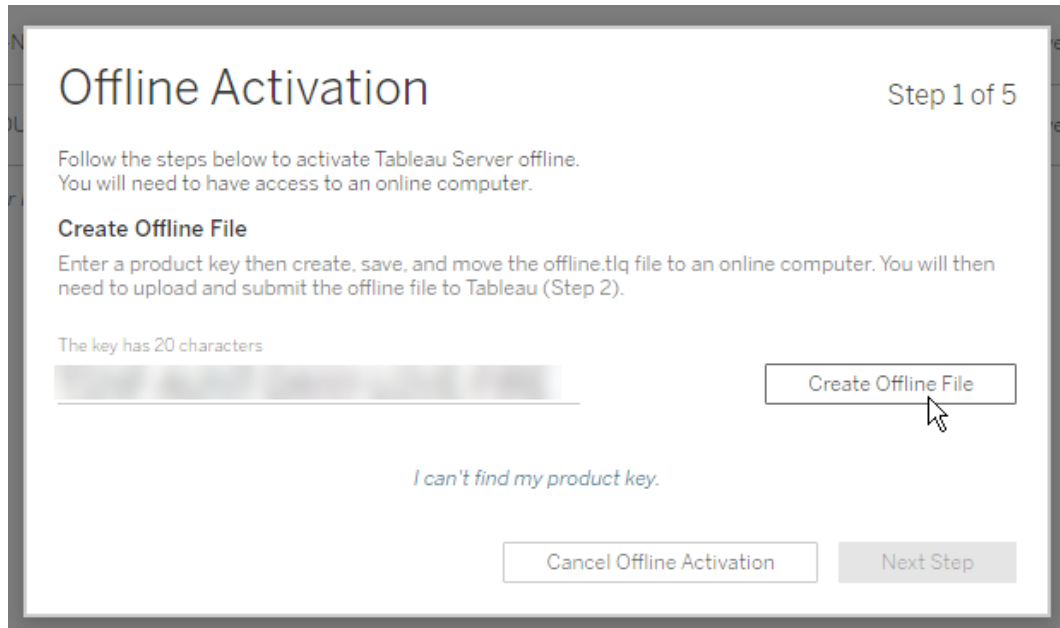 Offline Activation
Step 1 of 5
Follow the steps below to activate Tableau Server offline.
You will need to have access to an online computer.
Create Offline File
Enter a product key then create, save, and move the offline.tlq file to an online computer. You will then
need to upload and submit the offline file to Tableau (Step 2).
The key has 20 characters
Create Offline File
I can't find my product key.
Cancel Offline Activation
Next Step